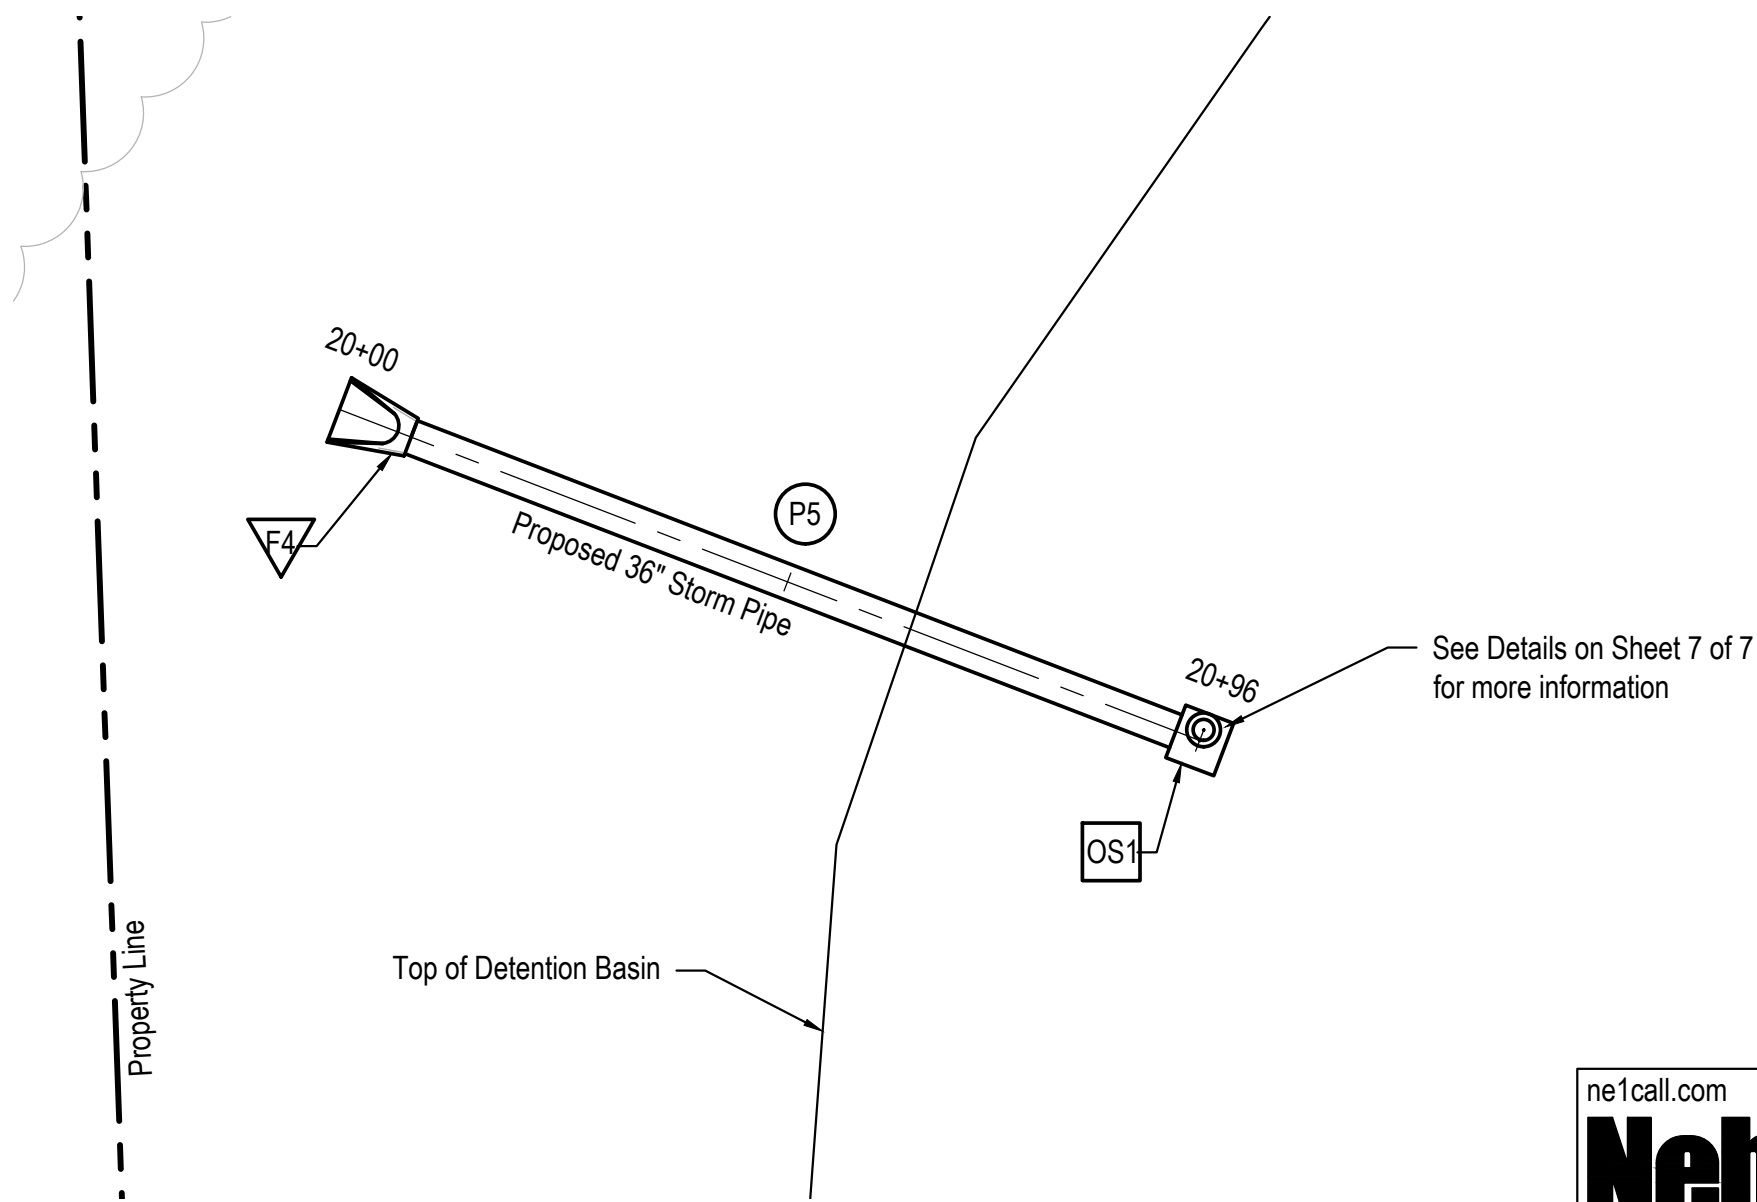 20+00
F4
P5
Proposed 36" Storm Pipe
20+96
See Details on Sheet 7 of 7
for more information
OS1
Top of Detention Basin
Property Line
ne1call.com